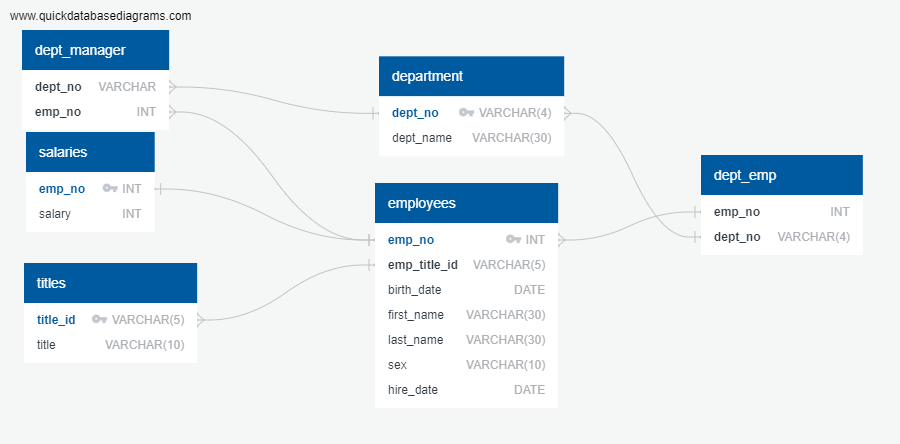 www.quickdatabasediagrams.com
dept_manager
dept_no VARCHAR
emp_no INT
salaries
emp_no INT
salary INT
titles
title_id VARCHAR(5)
title VARCHAR(10)
department
dept_no VARCHAR(4)
dept_name VARCHAR(30)
employees
emp_no INT
emp_title_id VARCHAR(5)
birth_date DATE
first_name VARCHAR(30)
last_name VARCHAR(30)
sex VARCHAR(10)
hire_date DATE
dept_emp
emp_no INT
dept_no VARCHAR(4)